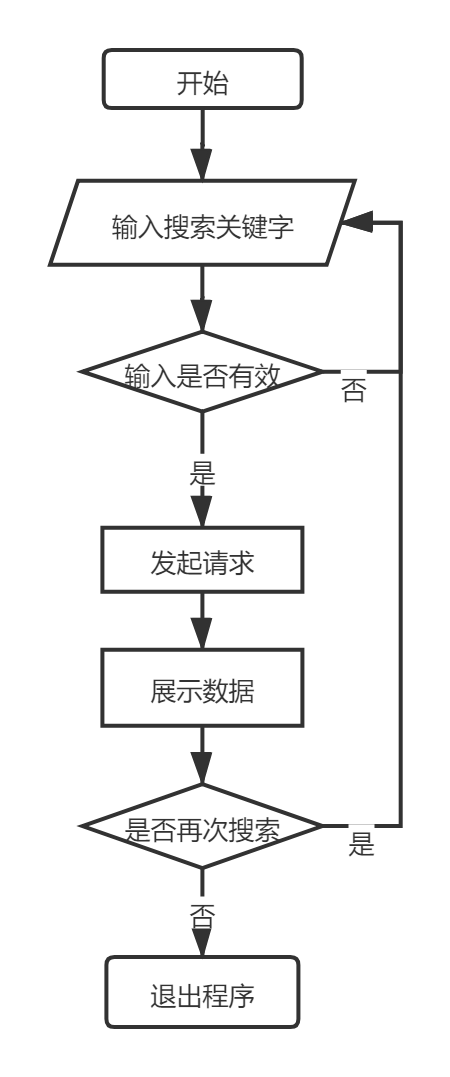 开始
输入搜索关键字
输入是否有效
否
是
发起请求
展示数据
是否再次搜索
是
否
退出程序